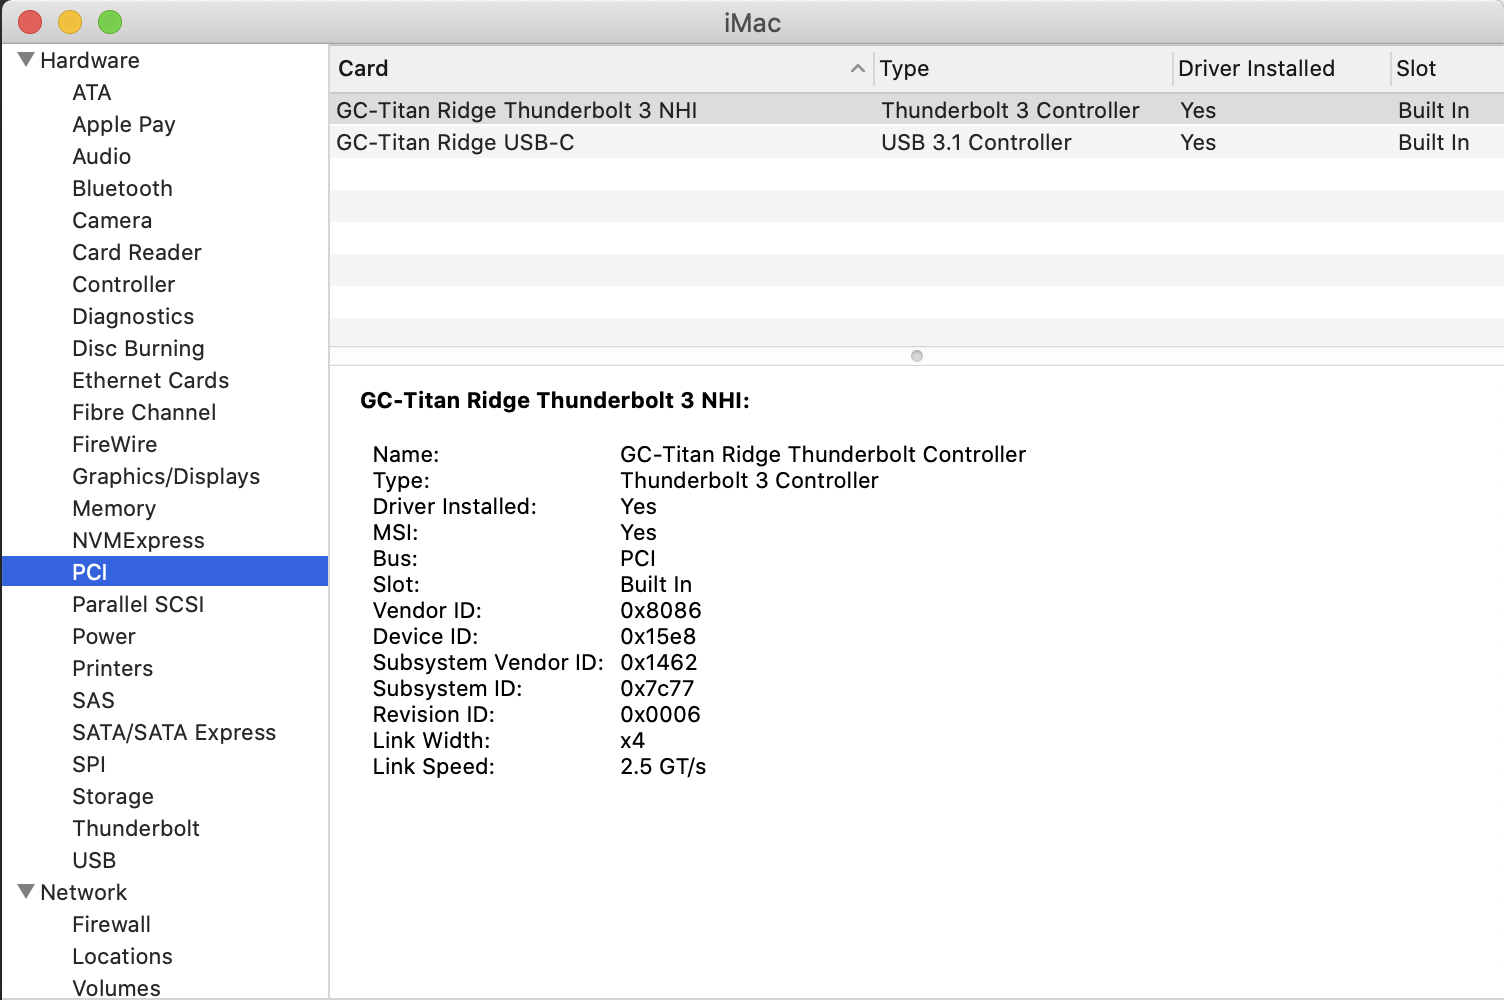 iMac
Hardware
ATA
Apple Pay
Audio
Bluetooth
Camera
Card Reader
Controller
Diagnostics
Disc Burning
Ethernet Cards
Fibre Channel
FireWire
Graphics/Displays
Memory
NVMExpress
PCI
Parallel SCSI
Power
Printers
SAS
SATA/SATA Express
SPI
Storage
Thunderbolt
USB
Network
Firewall
Locations
Volumes
Card Type Driver Installed Slot
GC-Titan Ridge Thunderbolt 3 NHI Thunderbolt 3 Controller Yes Built In
GC-Titan Ridge USB-C USB 3.1 Controller Yes Built In
GC-Titan Ridge Thunderbolt 3 NHI:
Name: GC-Titan Ridge Thunderbolt Controller
Type: Thunderbolt 3 Controller
Driver Installed: Yes
MSI: Yes
Bus: PCI
Slot: Built In
Vendor ID: 0x8086
Device ID: 0x15e8
Subsystem Vendor ID: 0x1462
Subsystem ID: 0x7c77
Revision ID: 0x0006
Link Width: x4
Link Speed: 2.5 GT/s